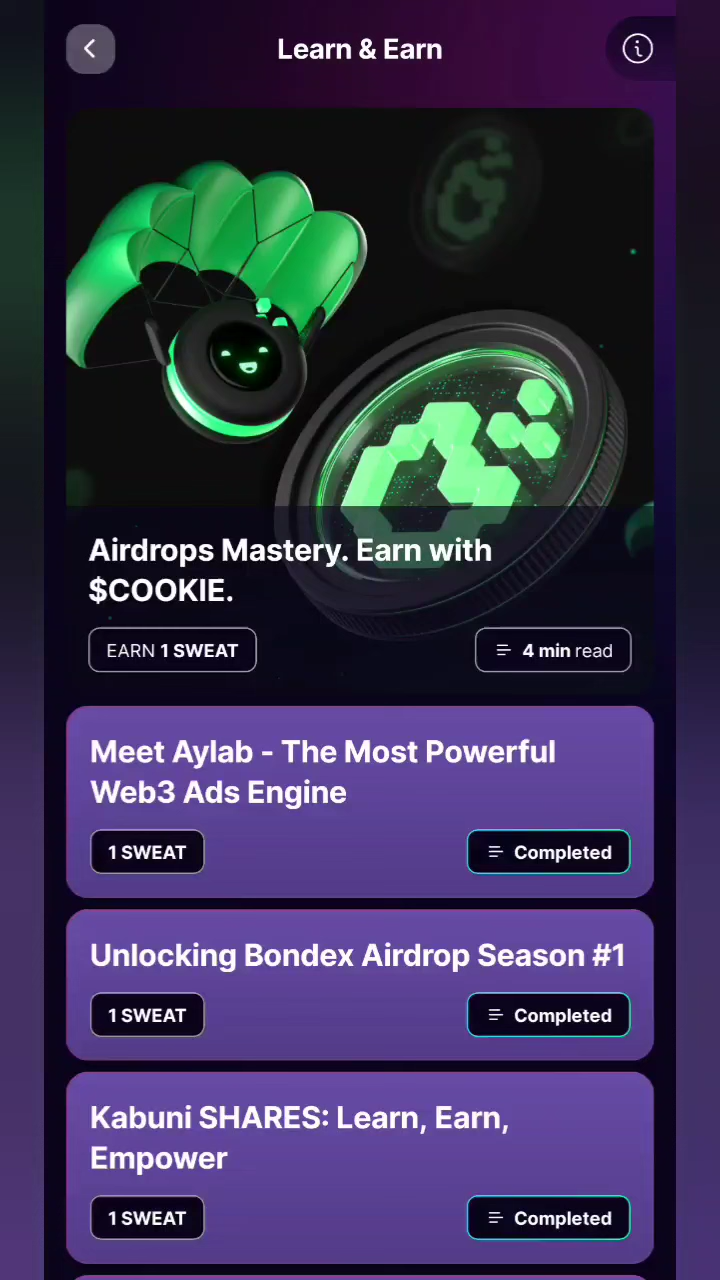 Learn & Earn
Airdrops Mastery. Earn with
$COOKIE.
EARN 1 SWEAT
4 min read
Meet Aylab - The Most Powerful
Web3 Ads Engine
1 SWEAT
Completed
Unlocking Bondex Airdrop Season #1
1 SWEAT
Completed
Kabuni SHARES: Learn, Earn,
Empower
1 SWEAT
Completed